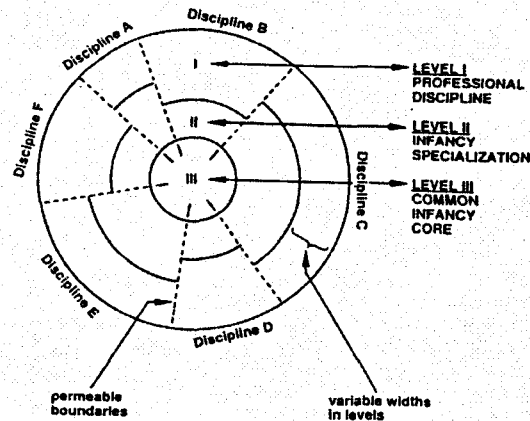 Discipline A
Discipline B
Discipline F
Discipline C
Discipline E
Discipline D
I
II
III
LEVEL I
PROFESSIONAL
DISCIPLINE
LEVEL II
INFANCY
SPECIALIZATION
LEVEL III
COMMON
INFANCY
CORE
permeable
boundaries
variable widths
in levels